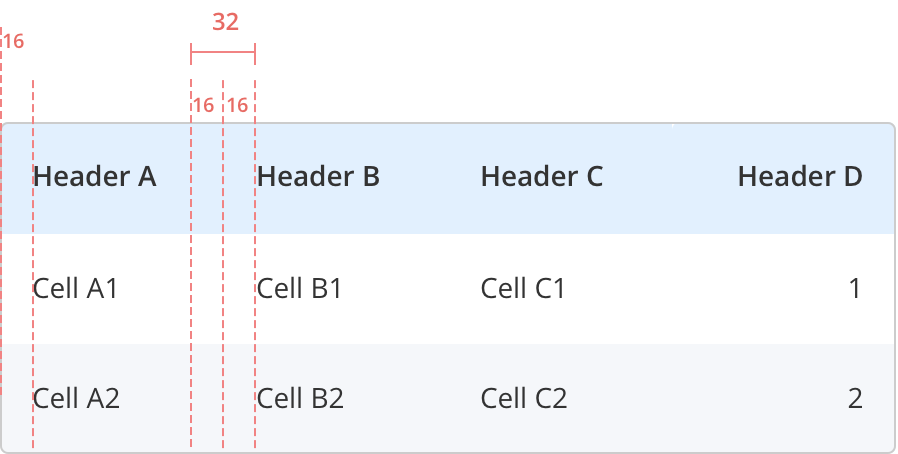 32
16
16 16
Header A Header B Header C Header D
Cell A1 Cell B1 Cell C1 1
Cell A2 Cell B2 Cell C2 2